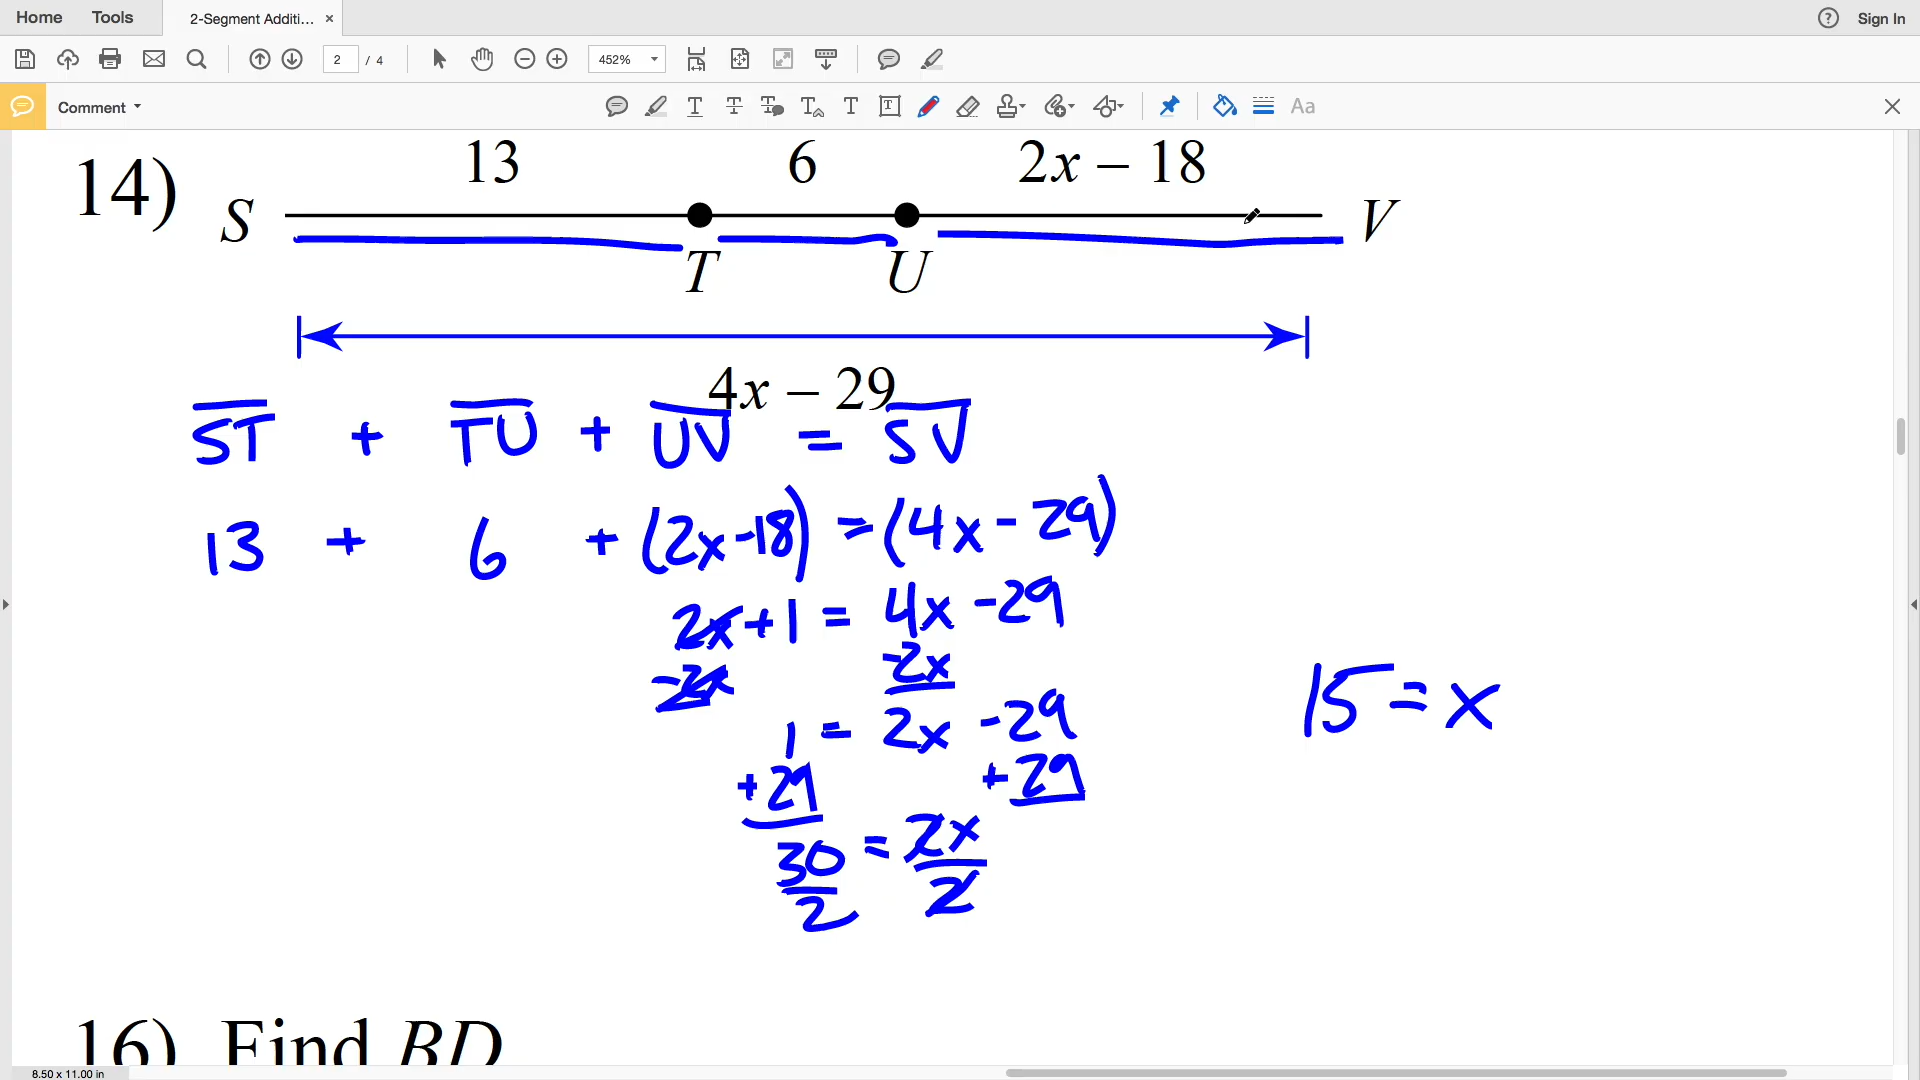 Home Tools 2-Segment Additi... × Sign In
2 / 4 452%
Comment Aa
14)
13 6 2x – 18
S V
T U
4x – 29
ST + TU + UV = SV
13 + 6 + (2x-18) = (4x - 29)
2x + 1 = 4x - 29
-2x -2x
1 = 2x - 29
15 = x
+29 +29
30 = 2x
2 2
16) Find BD
8.50 x 11.00 in